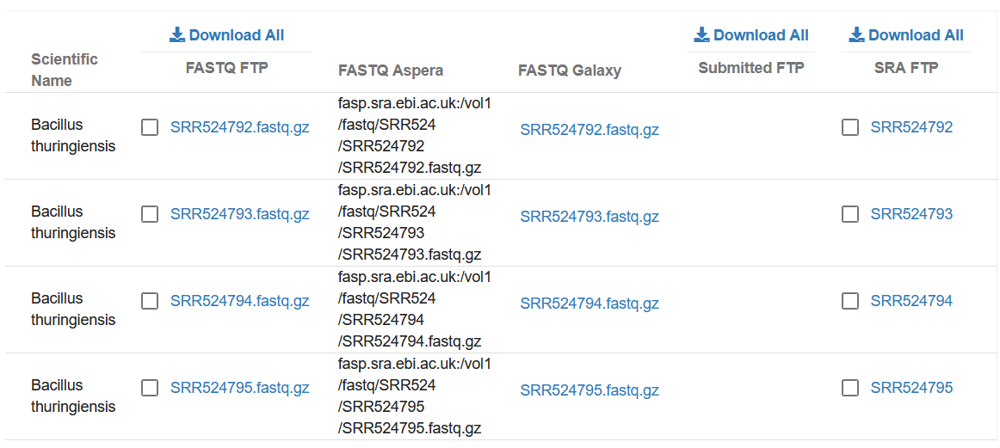 Download All
Download All
Download All
Scientific
Name
FASTQ FTP
FASTQ Aspera
FASTQ Galaxy
Submitted FTP
SRA FTP
Bacillus
thuringiensis
SRR524792.fastq.gz
fasp.sra.ebi.ac.uk:/vol1
/fastq/SRR524
/SRR524792
/SRR524792.fastq.gz
SRR524792.fastq.gz
SRR524792
Bacillus
thuringiensis
SRR524793.fastq.gz
fasp.sra.ebi.ac.uk:/vol1
/fastq/SRR524
/SRR524793
/SRR524793.fastq.gz
SRR524793.fastq.gz
SRR524793
Bacillus
thuringiensis
SRR524794.fastq.gz
fasp.sra.ebi.ac.uk:/vol1
/fastq/SRR524
/SRR524794
/SRR524794.fastq.gz
SRR524794.fastq.gz
SRR524794
Bacillus
thuringiensis
SRR524795.fastq.gz
fasp.sra.ebi.ac.uk:/vol1
/fastq/SRR524
/SRR524795
/SRR524795.fastq.gz
SRR524795.fastq.gz
SRR524795